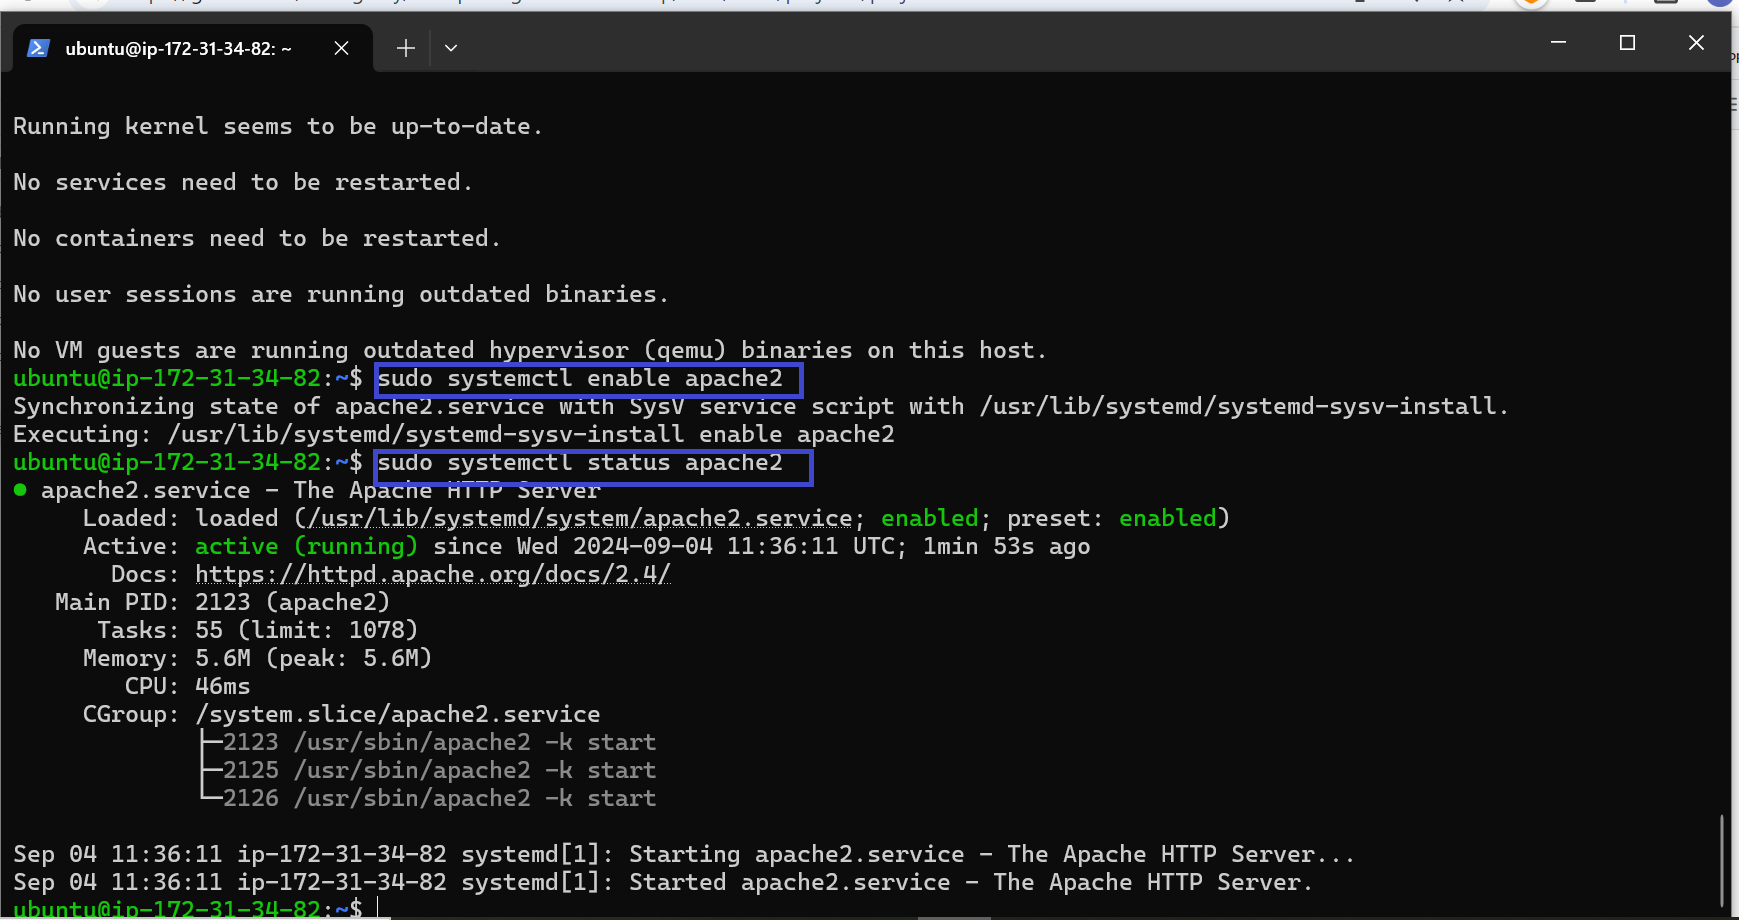 ubuntu@ip-172-31-34-82: ~
Running kernel seems to be up-to-date.
No services need to be restarted.
No containers need to be restarted.
No user sessions are running outdated binaries.
No VM guests are running outdated hypervisor (qemu) binaries on this host.
ubuntu@ip-172-31-34-82:~$ sudo systemctl enable apache2
Synchronizing state of apache2.service with SysV service script with /usr/lib/systemd/systemd-sysv-install.
Executing: /usr/lib/systemd/systemd-sysv-install enable apache2
ubuntu@ip-172-31-34-82:~$ sudo systemctl status apache2
● apache2.service - The Apache HTTP Server
Loaded: loaded (/usr/lib/systemd/system/apache2.service; enabled; preset: enabled)
Active: active (running) since Wed 2024-09-04 11:36:11 UTC; 1min 53s ago
Docs: https://httpd.apache.org/docs/2.4/
Main PID: 2123 (apache2)
Tasks: 55 (limit: 1078)
Memory: 5.6M (peak: 5.6M)
CPU: 46ms
CGroup: /system.slice/apache2.service
├─2123 /usr/sbin/apache2 -k start
├─2125 /usr/sbin/apache2 -k start
└─2126 /usr/sbin/apache2 -k start
Sep 04 11:36:11 ip-172-31-34-82 systemd[1]: Starting apache2.service - The Apache HTTP Server...
Sep 04 11:36:11 ip-172-31-34-82 systemd[1]: Started apache2.service - The Apache HTTP Server.
ubuntu@ip-172-31-34-82:~$